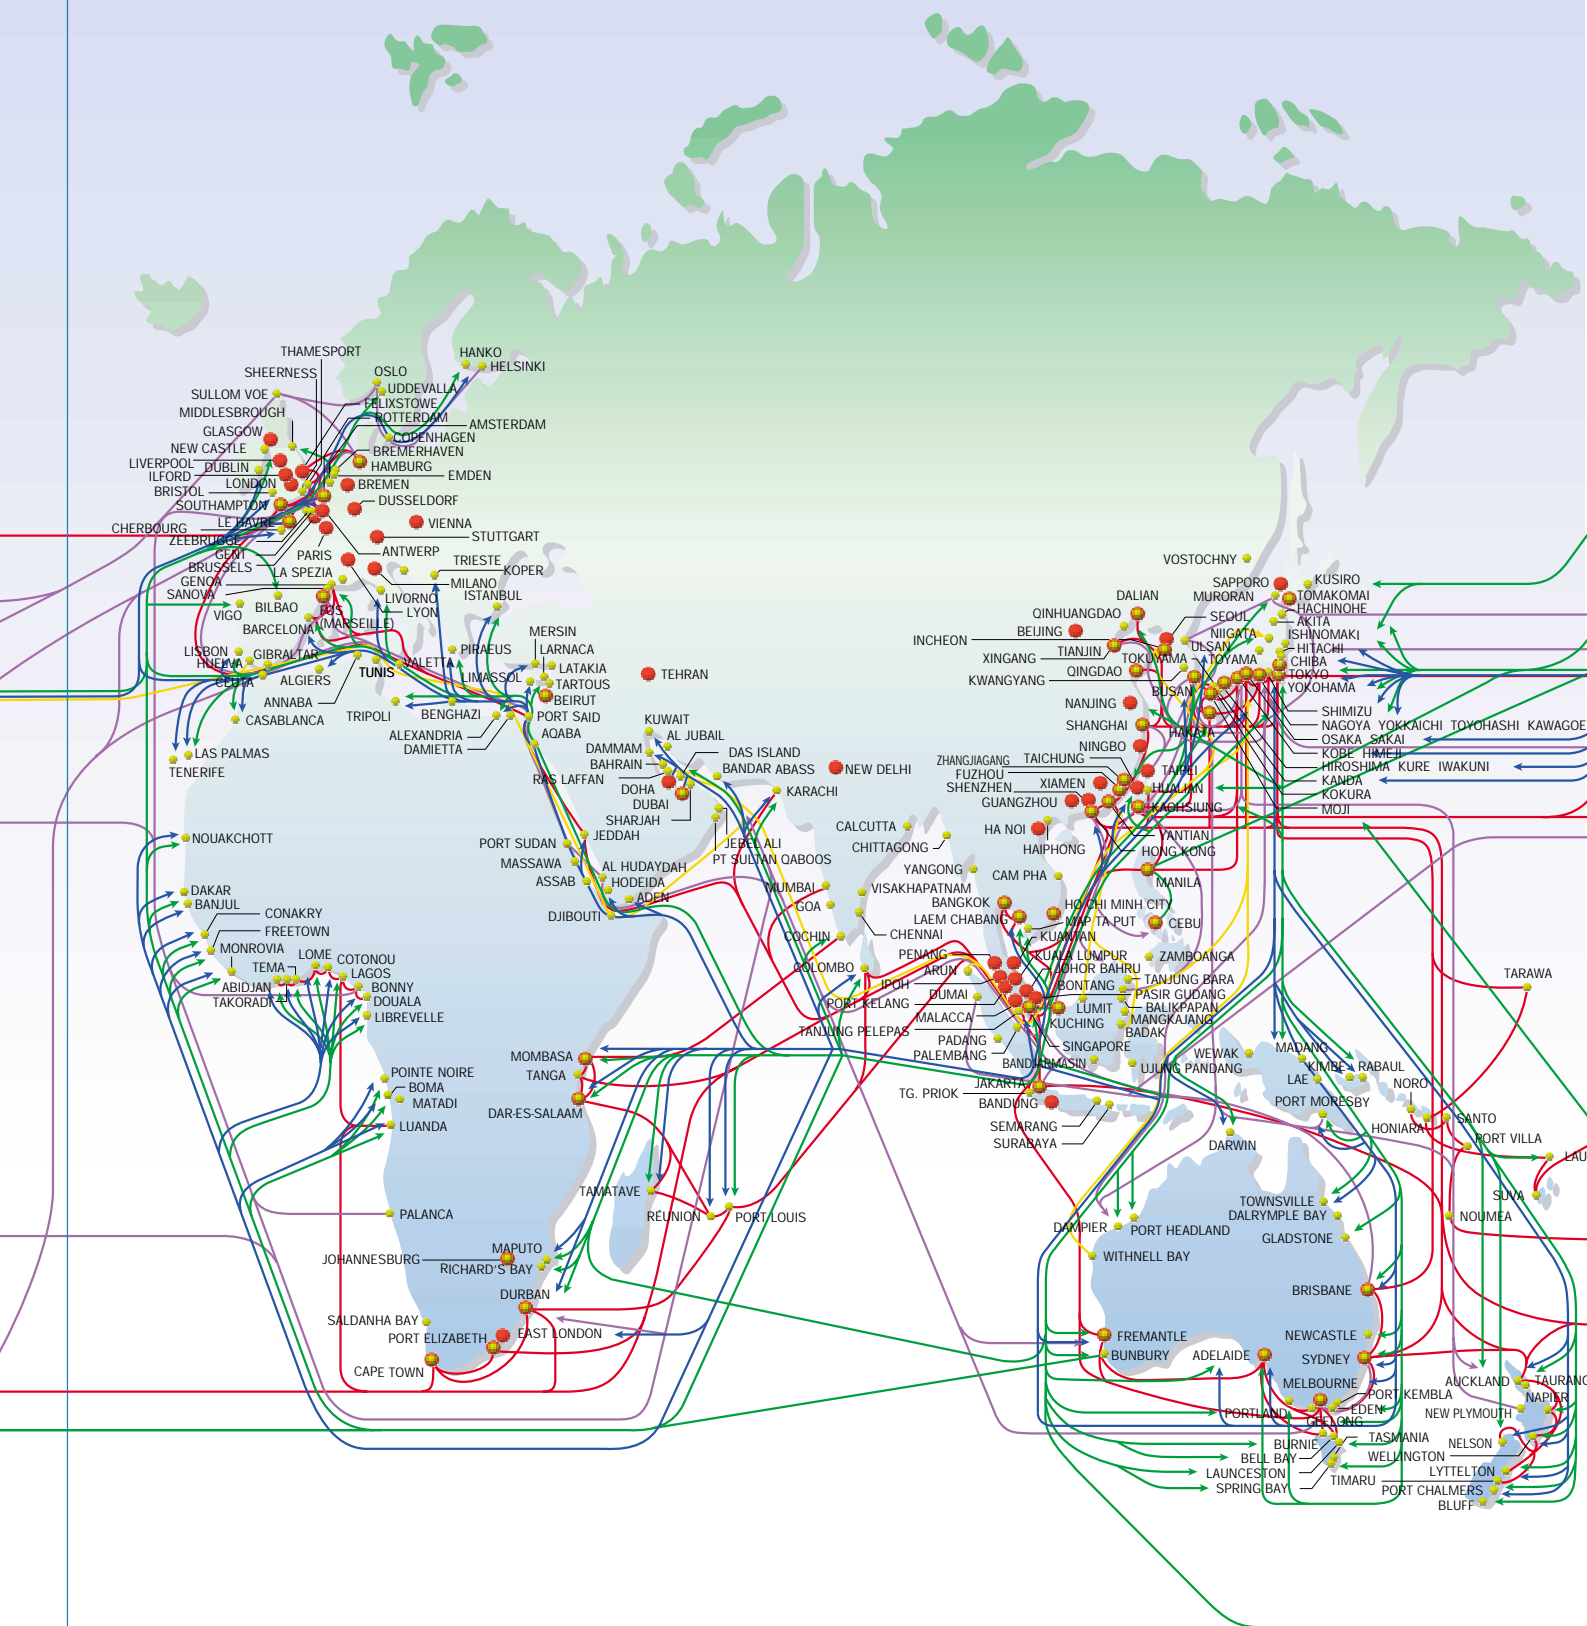 THAMESPORT
HANKO
SHEERNESS
OSLO
HELSINKI
SULLOM VOE
UDDEVALLA
FELIXSTOWE
MIDDLESBROUGH
ROTTERDAM
AMSTERDAM
GLASGOW
COPENHAGEN
NEW CASTLE
BREMERHAVEN
LIVERPOOL
DUBLIN
HAMBURG
ILFORD
EMDEN
LONDON
BREMEN
BRISTOL
DUSSELDORF
SOUTHAMPTON
LE HAVRE
VIENNA
CHERBOURG
STUTTGART
ZEEBRUGGE
GENT
PARIS
ANTWERP
BRUSSELS
TRIESTE
KOPER
LA SPEZIA
GENOA
MILANO
SANOVA
LIVORNO
ISTANBUL
BILBAO
FOS
(MARSEILLE)
LYON
VIGO
BARCELONA
MERSIN
LISBON
GIBRALTAR
PIRAEUS
LARNACA
HUELVA
VALETTA
LATAKIA
CEUTA
ALGIERS
TUNIS
LIMASSOL
TARTOUS
TEHRAN
ANNABA
BEIRUT
CASABLANCA
TRIPOLI
BENGHAZI
PORT SAID
ALEXANDRIA
AQABA
DAMIETTA
KUWAIT
AL JUBAIL
LAS PALMAS
TENERIFE
DAMMAM
DAS ISLAND
BAHRAIN
BANDAR ABASS
NEW DELHI
RAS LAFFAN
DOHA
KARACHI
DUBAI
SHARJAH
JEBEL ALI
PT SULTAN QABOOS
NOUAKCHOTT
PORT SUDAN
JEDDAH
MASSAWA
AL HUDAYDAH
ASSAB
HODEIDA
ADEN
DJIBOUTI
DAKAR
BANJUL
CONAKRY
FREETOWN
MONROVIA
LOME
COTONOU
TEMA
LAGOS
ABIDJAN
BONNY
TAKORADI
DOUALA
LIBREVELLE
CALCUTTA
CHITTAGONG
MUMBAI
VISAKHAPATNAM
GOA
COCHIN
CHENNAI
COLOMBO
MOMBASA
TANGA
DAR-ES-SALAAM
POINTE NOIRE
BOMA
MATADI
LUANDA
PALANCA
TAMATAVE
RÉUNION
PORT LOUIS
MAPUTO
JOHANNESBURG
RICHARD'S BAY
DURBAN
SALDANHA BAY
PORT ELIZABETH
EAST LONDON
CAPE TOWN
VOSTOCHNY
SAPPORO
KUSIRO
MURORAN
TOMAKOMAI
DALIAN
HACHINOHE
QINHUANGDAO
SEOUL
AKITA
BEIJING
NIIGATA
ISHINOMAKI
INCHEON
TIANJIN
ULSAN
HITACHI
XINGANG
TOKUYAMA
TOYAMA
CHIBA
QINGDAO
TOKYO
KWANGYANG
BUSAN
YOKOHAMA
NANJING
SHIMIZU
SHANGHAI
HAKATA
NAGOYA YOKKAICHI TOYOHASHI KAWAGOE
NINGBO
OSAKA SAKAI
ZHANGJIAGANG
TAICHUNG
KOBE HIMEJI
FUZHOU
TAIPEI
HIROSHIMA KURE IWAKUNI
SHENZHEN
XIAMEN
HUALIAN
KANDA
GUANGZHOU
KAOHSIUNG
KOKURA
MOJI
HA NOI
YANTIAN
HAIPHONG
HONG KONG
YANGONG
CAM PHA
MANILA
BANGKOK
HO CHI MINH CITY
LAEM CHABANG
MAP TA PUT
CEBU
KUANTAN
PENANG
KUALA LUMPUR
ZAMBOANGA
ARUN
JOHOR BAHRU
IPOH
BONTANG
TANJUNG BARA
DUMAI
PASIR GUDANG
PORT KELANG
LUMIT
BALIKPAPAN
MALACCA
KUCHING
MANGKAJANG
TANJUNG PELEPAS
BADAK
PADANG
SINGAPORE
PALEMBANG
BANDJARMASIN
UJUNG PANDANG
JAKARTA
TG. PRIOK
BANDUNG
SEMARANG
SURABAYA
TARAWA
WEWAK
MADANG
KIMBE
RABAUL
LAE
NORO
PORT MORESBY
SANTO
HONIARA
DARWIN
PORT VILLA
LAU
SUVA
NOUMEA
DAMPIER
PORT HEADLAND
WITHNELL BAY
TOWNSVILLE
DALRYMPLE BAY
GLADSTONE
BRISBANE
FREMANTLE
BUNBURY
NEWCASTLE
ADELAIDE
SYDNEY
MELBOURNE
PORT KEMBLA
PORTLAND
EDEN
GEELONG
BURNIE
TASMANIA
BELL BAY
LAUNCESTON
SPRING BAY
AUCKLAND
TAURANG
NAPIER
NEW PLYMOUTH
NELSON
WELLINGTON
LYTTELTON
TIMARU
PORT CHALMERS
BLUFF